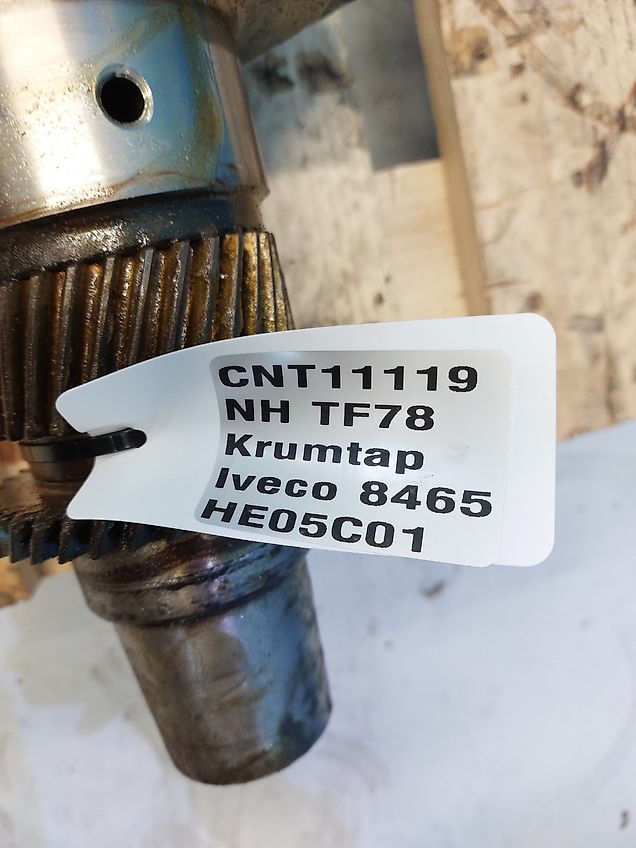 CNT11119
NH TF78
Krumtap
Iveco 8465
HE05C01